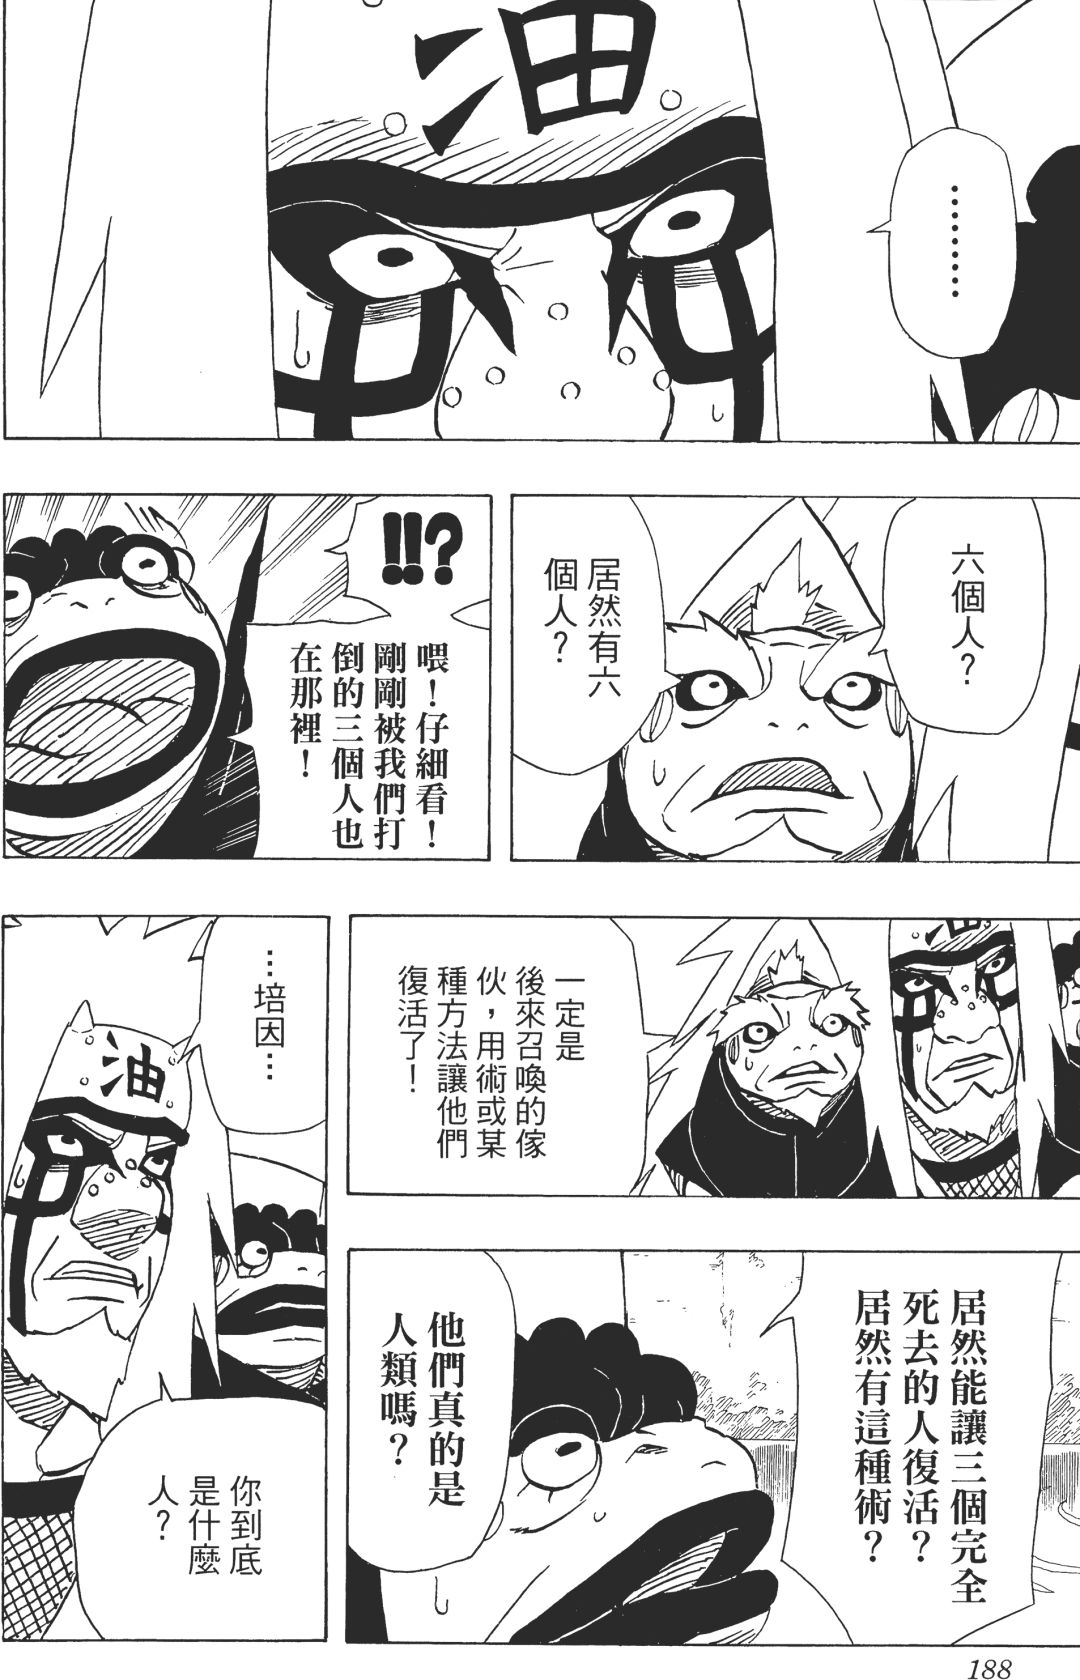 油
………
六個人？
居然有六
個人？
!!?
喂！仔細看！
剛剛被我們打
倒的三個人也
在那裡！
油
一定是
後來召喚的傢
伙，用術或某
種方法讓他們
復活了！
…培因…
油
居然能讓三個完全
死去的人復活？
居然有這種術？
他們真的是
人類嗎？
你到底
是什麼
人？
188